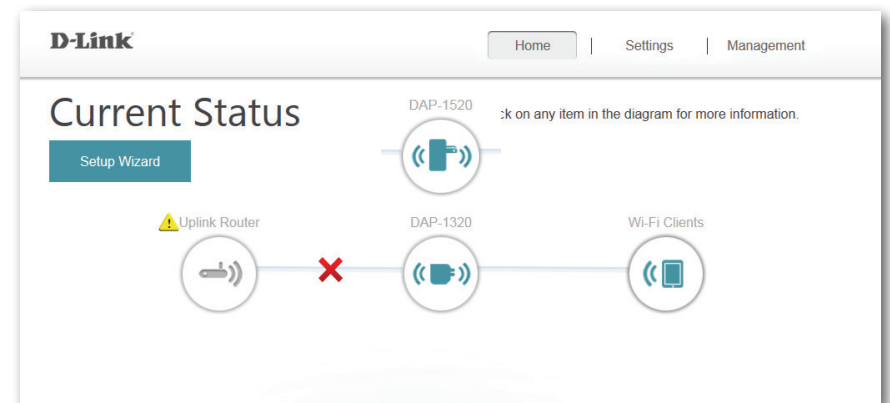 D-Link
Home | Settings | Management
Current Status
DAP-1520
on any item in the diagram for more information.
Setup Wizard
Uplink Router
DAP-1320
Wi-Fi Clients